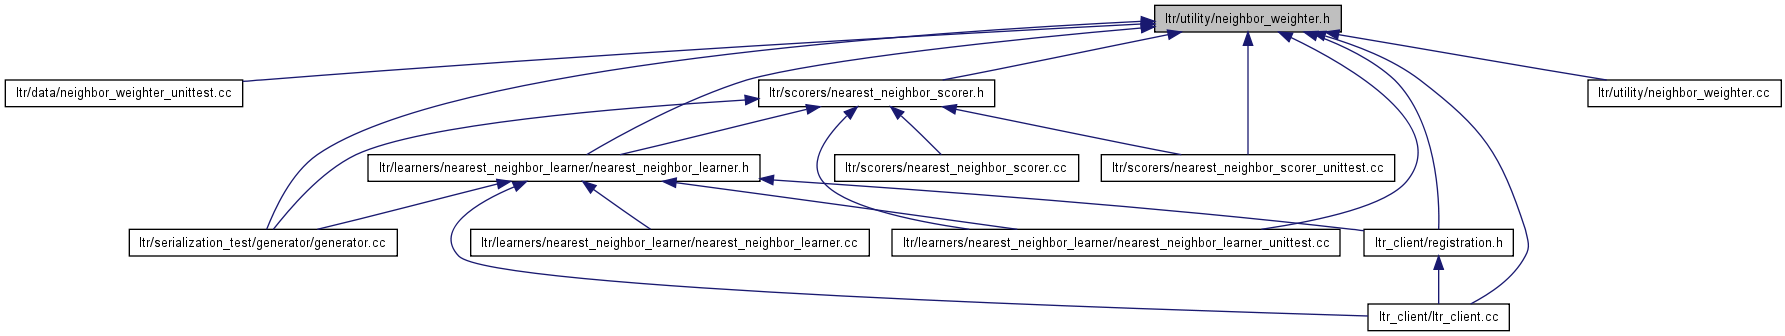 ltr/utility/neighbor_weighter.h
ltr/data/neighbor_weighter_unittest.cc
ltr/scorers/nearest_neighbor_scorer.h
ltr/utility/neighbor_weighter.cc
ltr/learners/nearest_neighbor_learner/nearest_neighbor_learner.h
ltr/scorers/nearest_neighbor_scorer.cc
ltr/scorers/nearest_neighbor_scorer_unittest.cc
ltr/serialization_test/generator/generator.cc
ltr/learners/nearest_neighbor_learner/nearest_neighbor_learner.cc
ltr/learners/nearest_neighbor_learner/nearest_neighbor_learner_unittest.cc
ltr_client/registration.h
ltr_client/ltr_client.cc